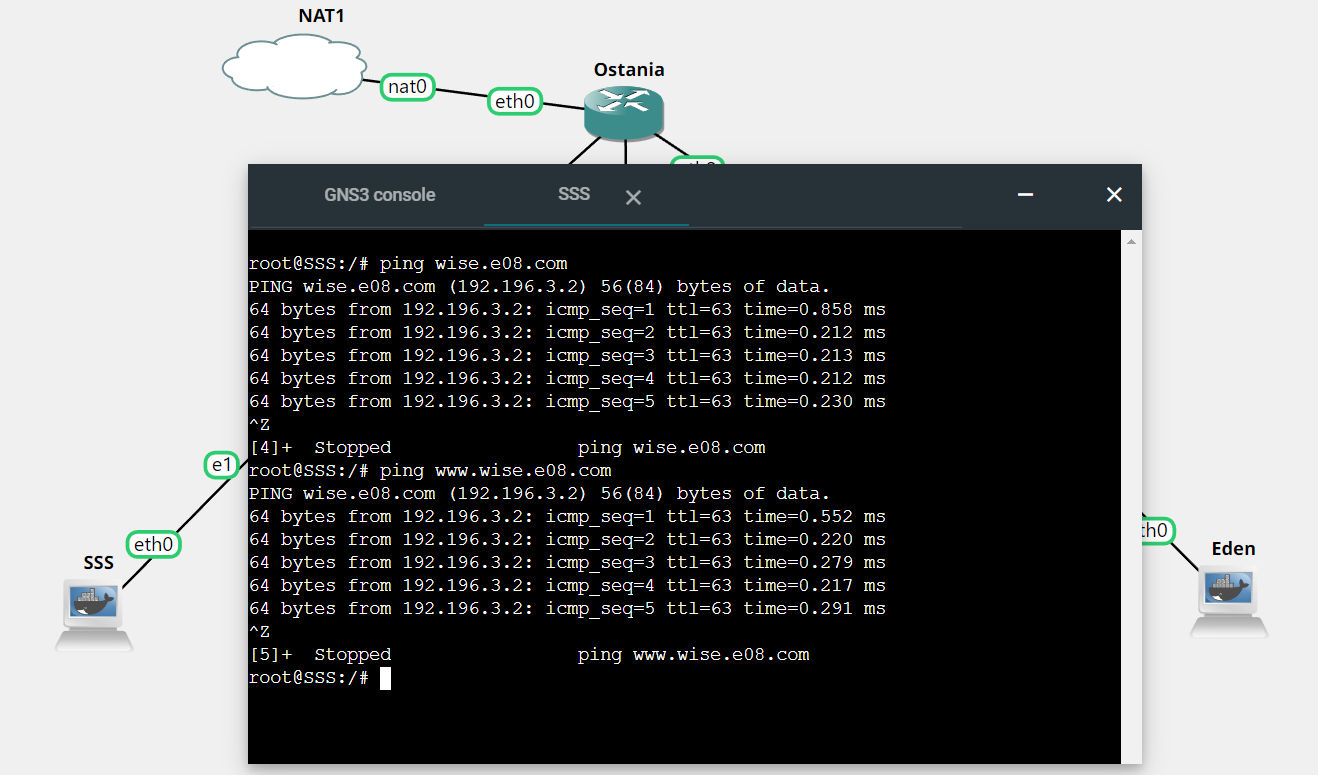 NAT1
Ostania
nat0
eth0
GNS3 console
SSS
root@SSS:/# ping wise.e08.com
PING wise.e08.com (192.196.3.2) 56(84) bytes of data.
64 bytes from 192.196.3.2: icmp_seq=1 ttl=63 time=0.858 ms
64 bytes from 192.196.3.2: icmp_seq=2 ttl=63 time=0.212 ms
64 bytes from 192.196.3.2: icmp_seq=3 ttl=63 time=0.213 ms
64 bytes from 192.196.3.2: icmp_seq=4 ttl=63 time=0.212 ms
64 bytes from 192.196.3.2: icmp_seq=5 ttl=63 time=0.230 ms
^Z
[4]+  Stopped                 ping wise.e08.com
root@SSS:/# ping www.wise.e08.com
PING wise.e08.com (192.196.3.2) 56(84) bytes of data.
64 bytes from 192.196.3.2: icmp_seq=1 ttl=63 time=0.552 ms
64 bytes from 192.196.3.2: icmp_seq=2 ttl=63 time=0.220 ms
64 bytes from 192.196.3.2: icmp_seq=3 ttl=63 time=0.279 ms
64 bytes from 192.196.3.2: icmp_seq=4 ttl=63 time=0.217 ms
64 bytes from 192.196.3.2: icmp_seq=5 ttl=63 time=0.291 ms
^Z
[5]+  Stopped                 ping www.wise.e08.com
root@SSS:/#
e1
eth0
SSS
th0
Eden